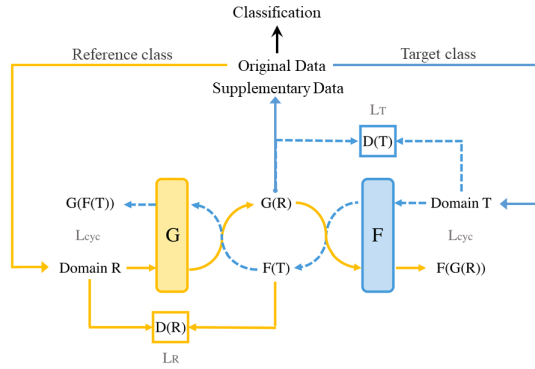 Classification
Reference class
Target class
Original Data
Supplementary Data
LT
D(T)
G(F(T))
G
G(R)
F
Domain T
Lcyc
Lcyc
Domain R
F(T)
F(G(R))
D(R)
LR